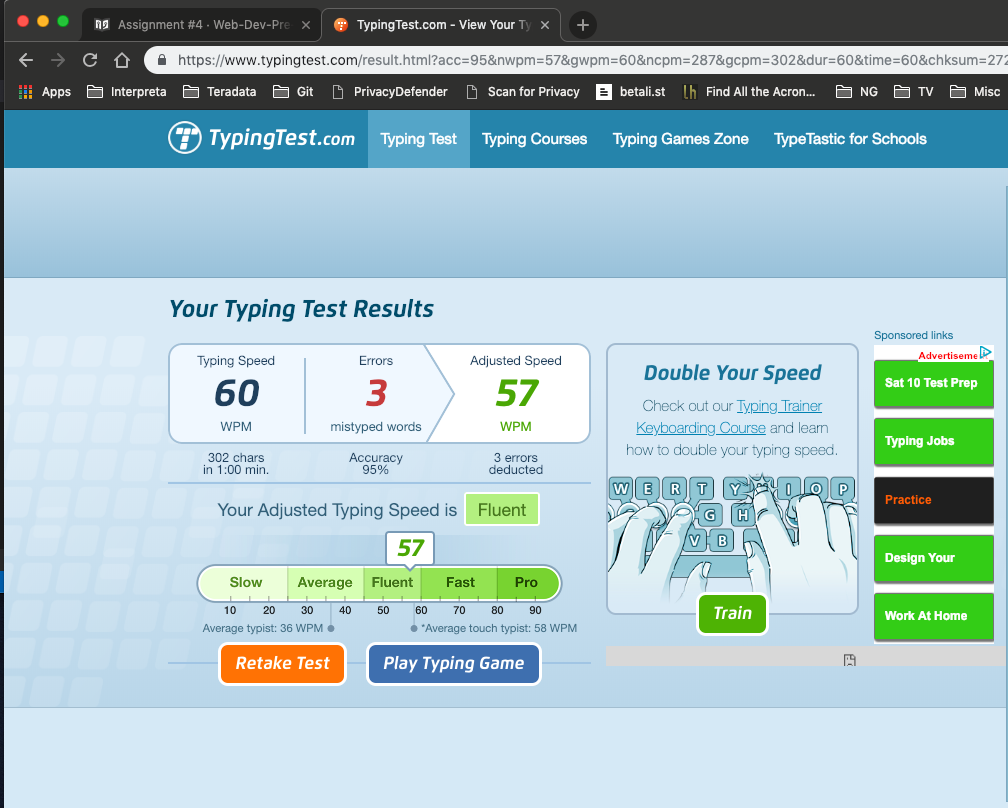 Assignment #4 · Web-Dev-Pre
TypingTest.com - View Your Ty
https://www.typingtest.com/result.html?acc=95&nwpm=57&gwpm=60&ncpm=287&gcpm=302&dur=60&time=60&chksum=272
Apps Interpreta Teradata Git PrivacyDefender Scan for Privacy betali.st Find All the Acron... NG TV Misc
TypingTest.com Typing Test Typing Courses Typing Games Zone TypeTastic for Schools
Your Typing Test Results
Typing Speed Errors Adjusted Speed
60 3 57
WPM mistyped words WPM
302 chars
in 1:00 min.
Accuracy
95%
3 errors
deducted
Your Adjusted Typing Speed is Fluent
57
Slow Average Fluent Fast Pro
10 20 30 40 50 60 70 80 90
Average typist: 36 WPM *Average touch typist: 58 WPM
Retake Test Play Typing Game
Double Your Speed
Check out our Typing Trainer
Keyboarding Course and learn
how to double your typing speed.
W E R T Y I O P
G H
V B
Train
Sponsored links
Advertiseme
Sat 10 Test Prep
Typing Jobs
Practice
Design Your
Work At Home